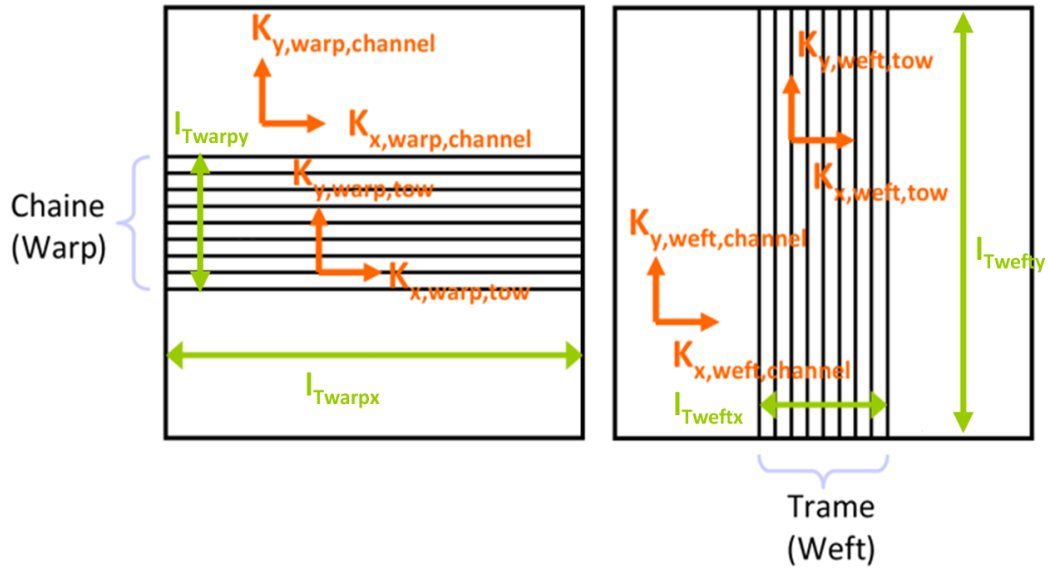 Ky,warp,channel
Kx,warp,channel
lTwarpy
Ky,warp,tow
Kx,warp,tow
Chaine
(Warp)
lTwarpx
Ky,weft,tow
Kx,weft,tow
Ky,weft,channel
Kx,weft,channel
lTwefty
lTweftx
Trame
(Weft)